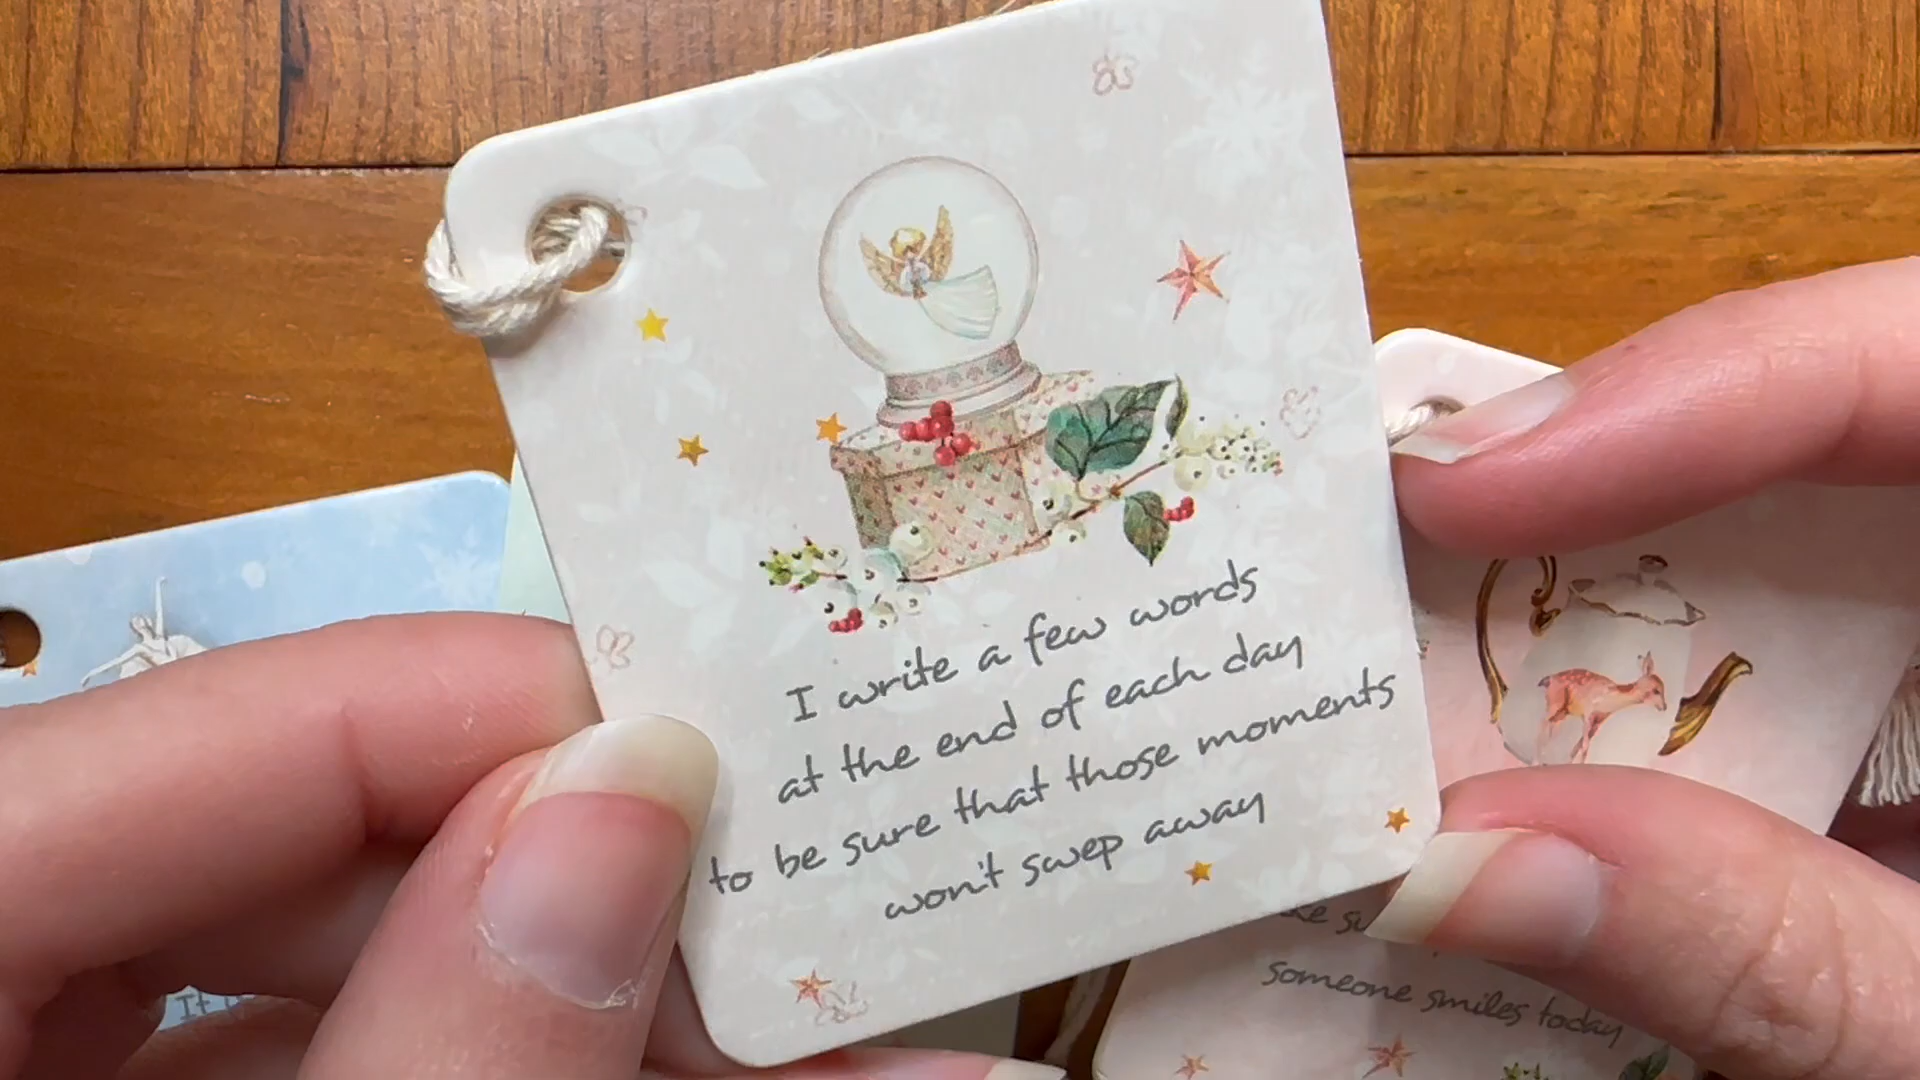 I write a few words
at the end of each day
to be sure that those moments
won't swep away
someone smiles today
It